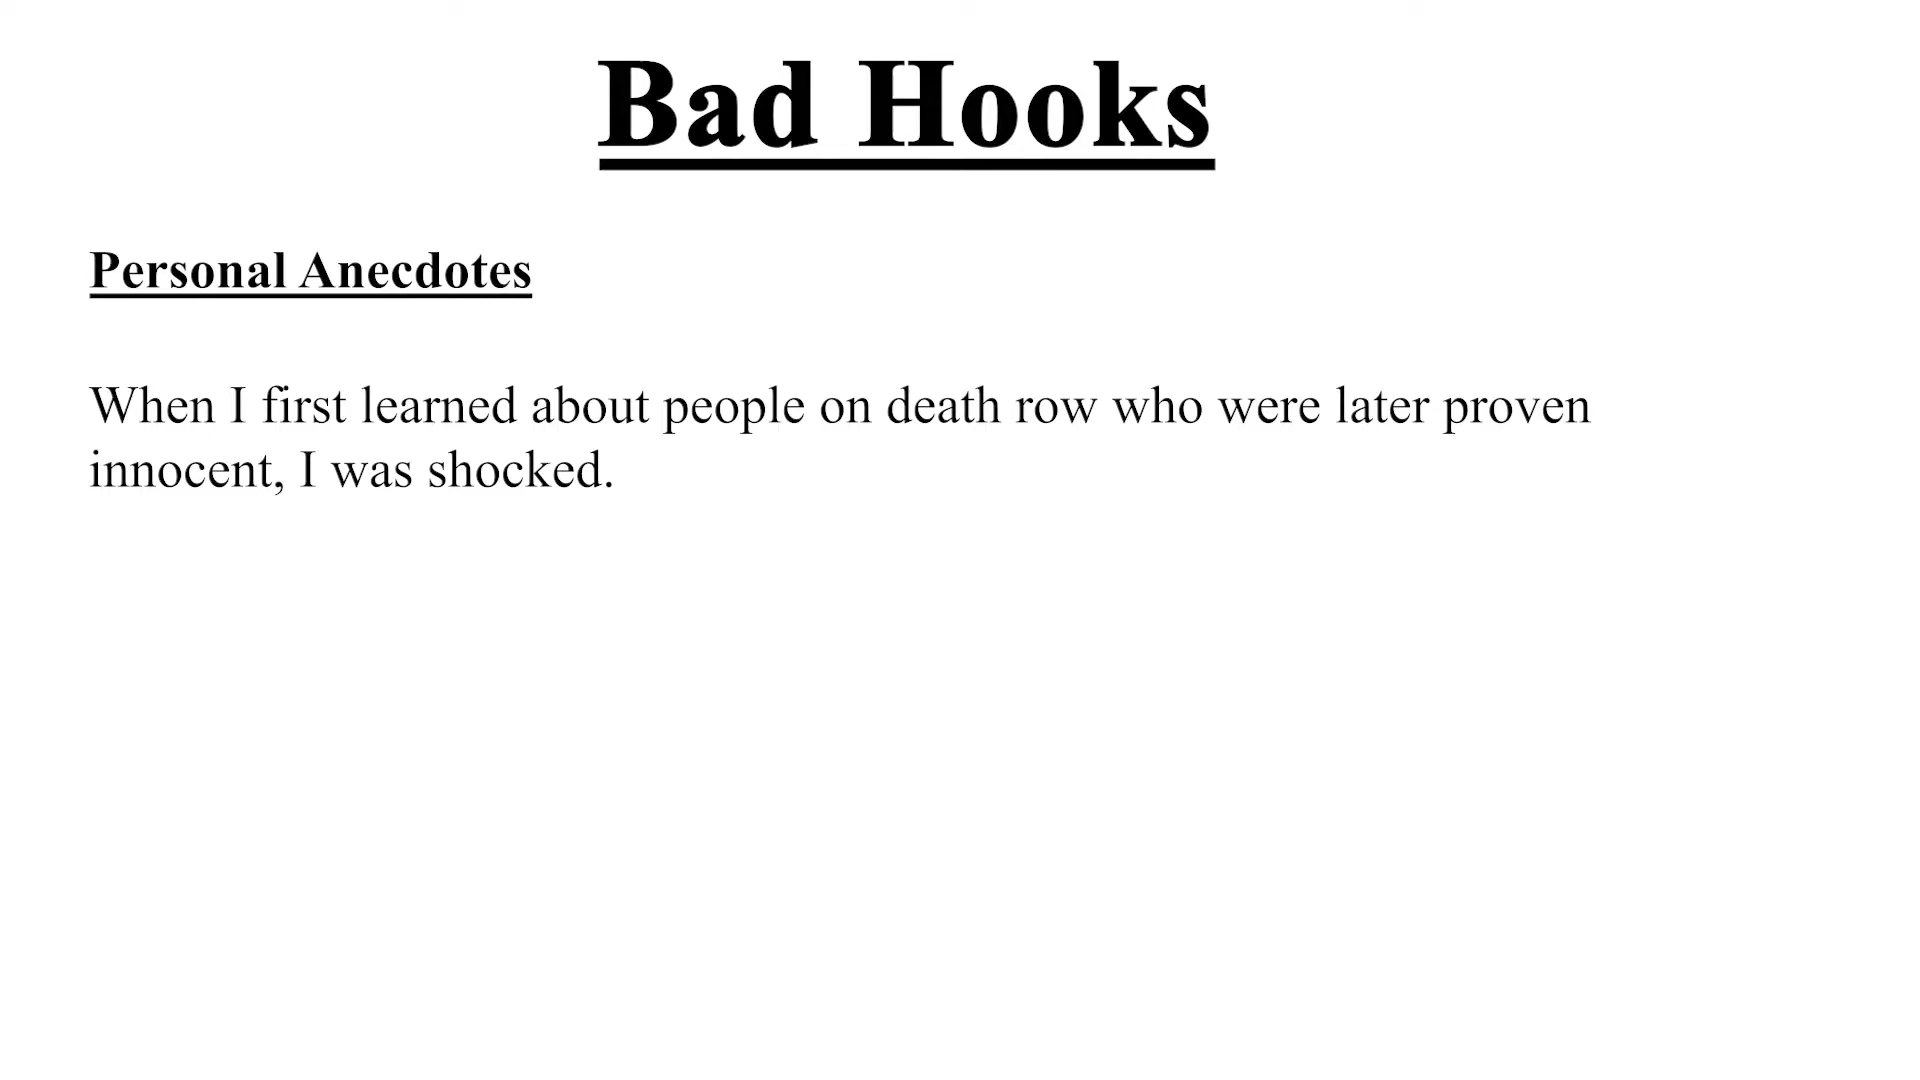 Bad Hooks
Personal Anecdotes
When I first learned about people on death row who were later proven
innocent, I was shocked.